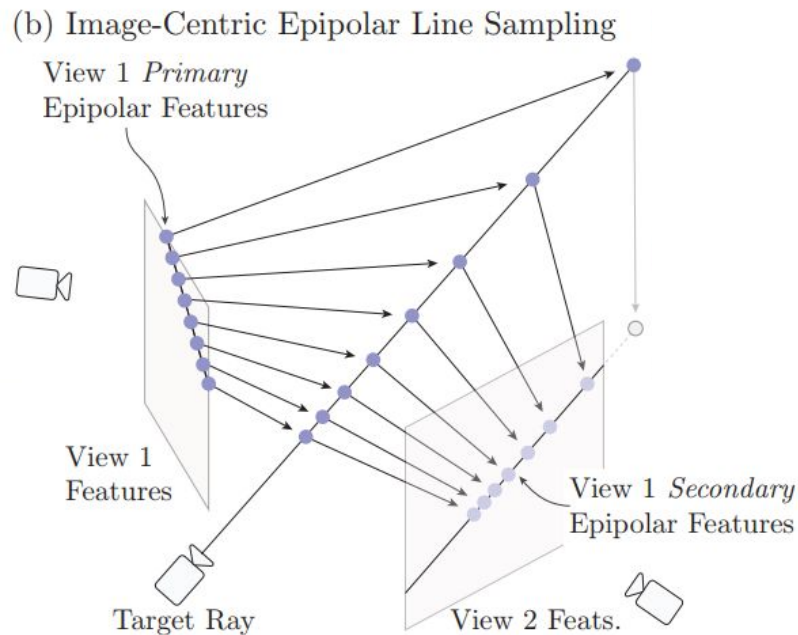 (b) Image-Centric Epipolar Line Sampling
View 1 Primary
Epipolar Features
View 1
Features
View 1 Secondary
Epipolar Features
Target Ray
View 2 Feats.